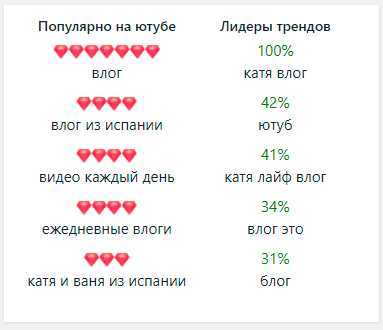 Популярно на ютубе Лидеры трендов
100%
влог катя влог
42%
влог из испании ютуб
41%
видео каждый день катя лайф влог
34%
ежедневные влоги влог это
31%
катя и ваня из испании блог